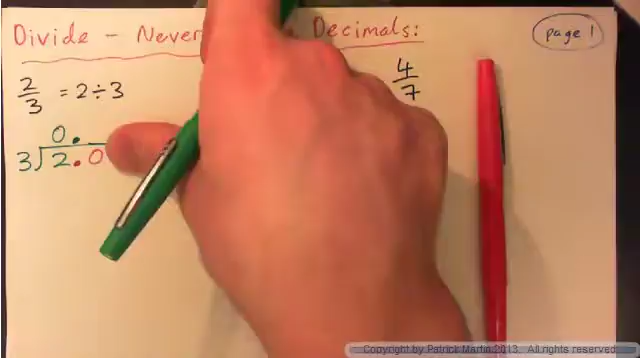 Divide - Never Decimals:
page 1
2/3 = 2 ÷ 3
4/7
0.
3)2.0
Copyright by Patrick Martin 2013. All rights reserved